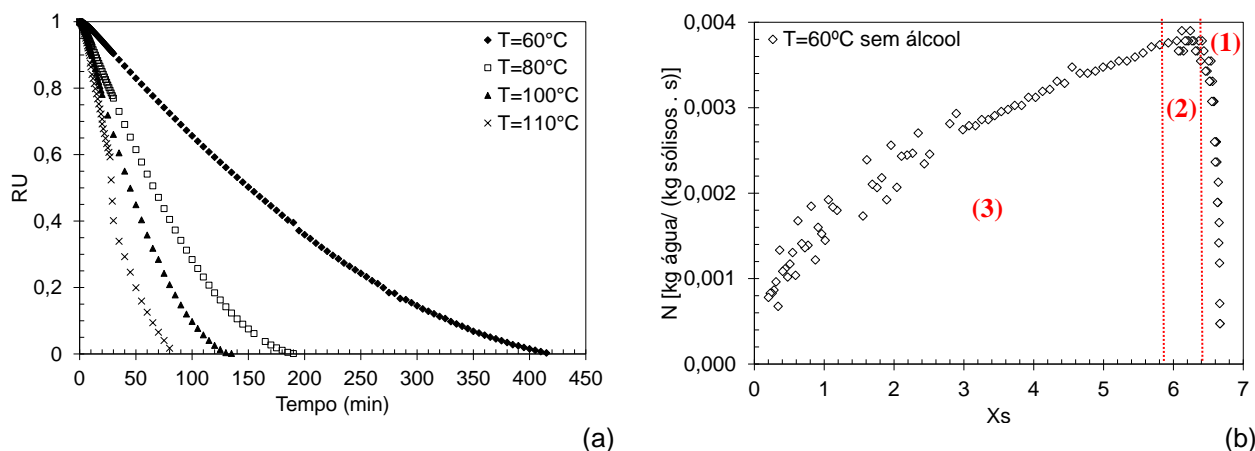 1
0,8
0,6
0,4
0,2
0
0 50 100 150 200 250 300 350 400 450
RU
Tempo (min)
T=60°C
T=80°C
T=100°C
T=110°C
(a)
0,004
0,003
0,002
0,001
0,000
0 1 2 3 4 5 6 7
N [kg água/ (kg sólisos . s)]
Xs
T=60ºC sem álcool
(1)
(2)
(3)
(b)